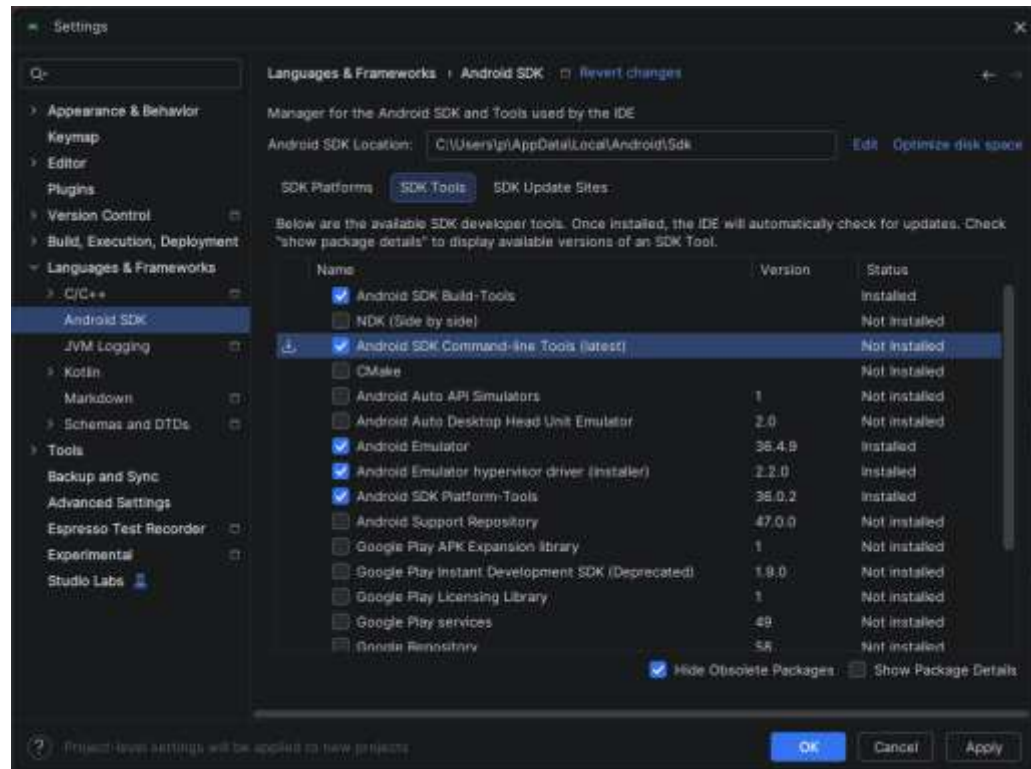 Settings
Languages & Frameworks › Android SDK Revert changes
Appearance & Behavior
Keymap
Editor
Plugins
Version Control
Build, Execution, Deployment
Languages & Frameworks
C/C++
Android SDK
JVM Logging
Kotlin
Markdown
Schemas and DTDs
Tools
Backup and Sync
Advanced Settings
Espresso Test Recorder
Experimental
Studio Labs
Manager for the Android SDK and Tools used by the IDE
Android SDK Location: C:\Users\p\AppData\Local\Android\Sdk Edit Optimize disk space
SDK Platforms SDK Tools SDK Update Sites
Below are the available SDK developer tools. Once installed, the IDE will automatically check for updates. Check
"show package details" to display available versions of an SDK Tool.
Name Version Status
Android SDK Build-Tools Installed
NDK (Side by side) Not Installed
Android SDK Command-line Tools (latest) Not Installed
CMake Not Installed
Android Auto API Simulators 1 Not Installed
Android Auto Desktop Head Unit Emulator 2.0 Not Installed
Android Emulator 36.4.9 Installed
Android Emulator hypervisor driver (installer) 2.2.0 Installed
Android SDK Platform-Tools 36.0.2 Installed
Android Support Repository 47.0.0 Not Installed
Google Play APK Expansion library 1 Not Installed
Google Play Instant Development SDK (Deprecated) 1.9.0 Not Installed
Google Play Licensing Library 1 Not Installed
Google Play services 49 Not Installed
Google Repository 58 Not Installed
Hide Obsolete Packages Show Package Details
? Project-level settings will be applied to new projects
OK Cancel Apply